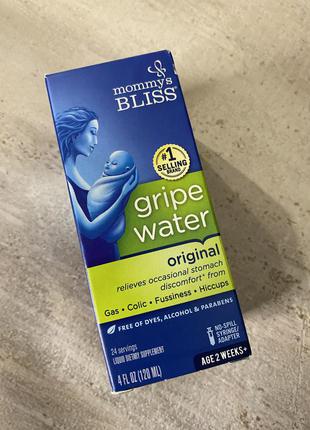 mommy's
BLISS
#1
SELLING
BRAND
gripe
water
original
relieves occasional stomach
discomfort* from
Gas • Colic • Fussiness • Hiccups
FREE OF DYES, ALCOHOL & PARABENS
24 servings
LIQUID DIETARY SUPPLEMENT
4 FL OZ (120 ML)
NO-SPILL
SYRINGE/
ADAPTER
AGE 2 WEEKS+